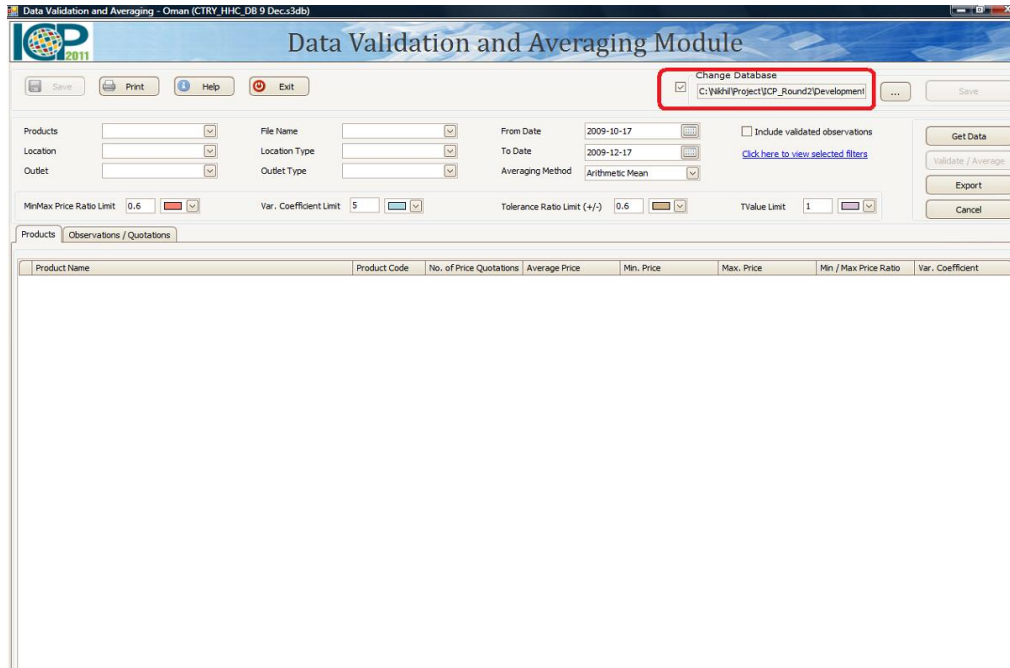 Data Validation and Averaging - Oman (CTRY_HHC_DB 9 Dec.s3db)
ICP 2011
Data Validation and Averaging Module
Save Print Help Exit
Change Database
C:\Nikhil\Project\ICP_Round2\Development ... Save
Products File Name From Date 2009-10-17 Include validated observations Get Data
Location Location Type To Date 2009-12-17 Click here to view selected filters Validate / Average
Outlet Outlet Type Averaging Method Arithmetic Mean Export
MinMax Price Ratio Limit 0.6 Var. Coefficient Limit 5 Tolerance Ratio Limit (+/-) 0.6 TValue Limit 1 Cancel
Products Observations / Quotations
Product Name Product Code No. of Price Quotations Average Price Min. Price Max. Price Min / Max Price Ratio Var. Coefficient